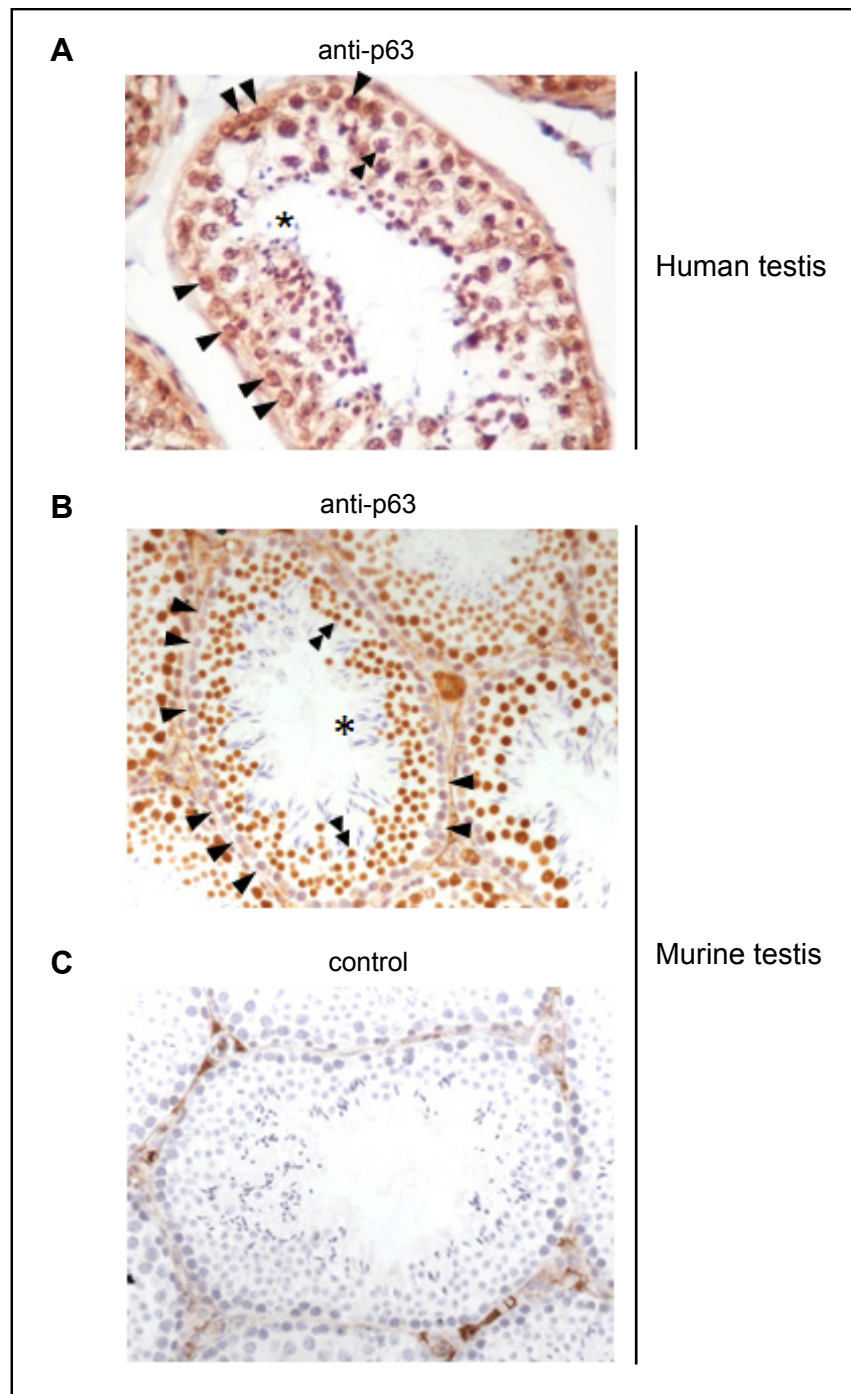 A
anti-p63
*
Human testis
B
anti-p63
*
C
control
Murine testis